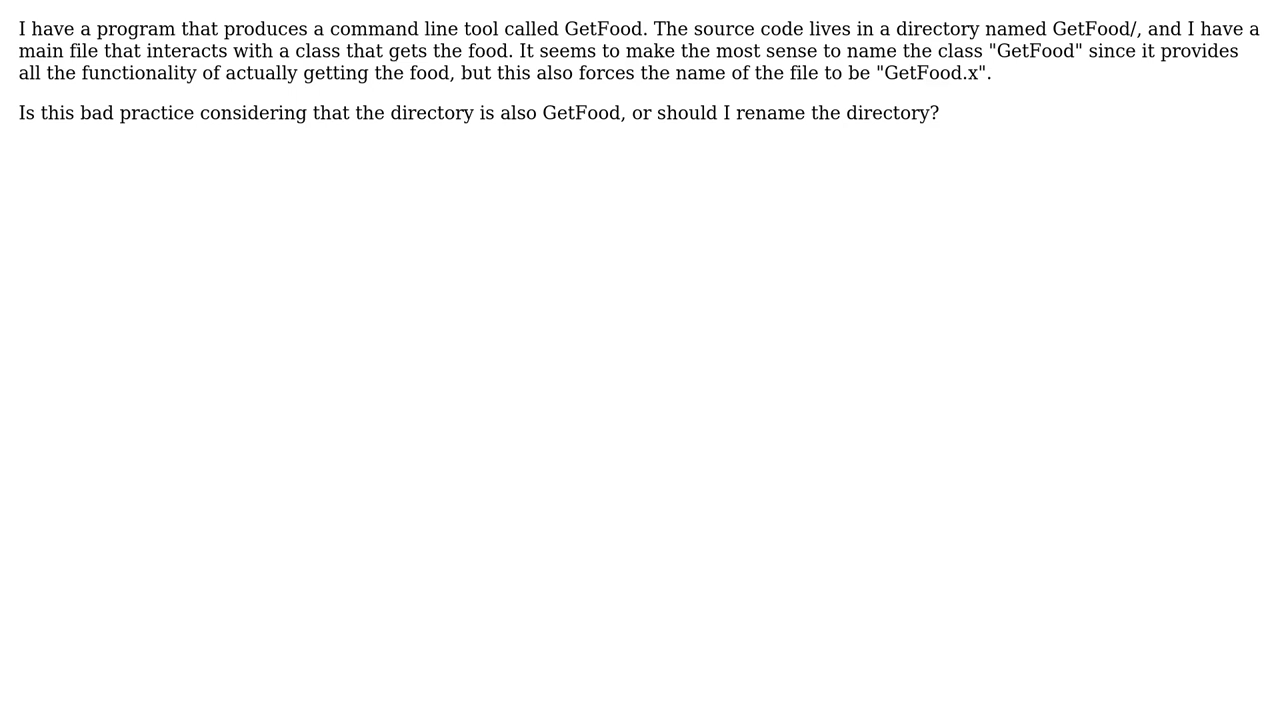 I have a program that produces a command line tool called GetFood. The source code lives in a directory named GetFood/, and I have a
main file that interacts with a class that gets the food. It seems to make the most sense to name the class "GetFood" since it provides
all the functionality of actually getting the food, but this also forces the name of the file to be "GetFood.x".
Is this bad practice considering that the directory is also GetFood, or should I rename the directory?